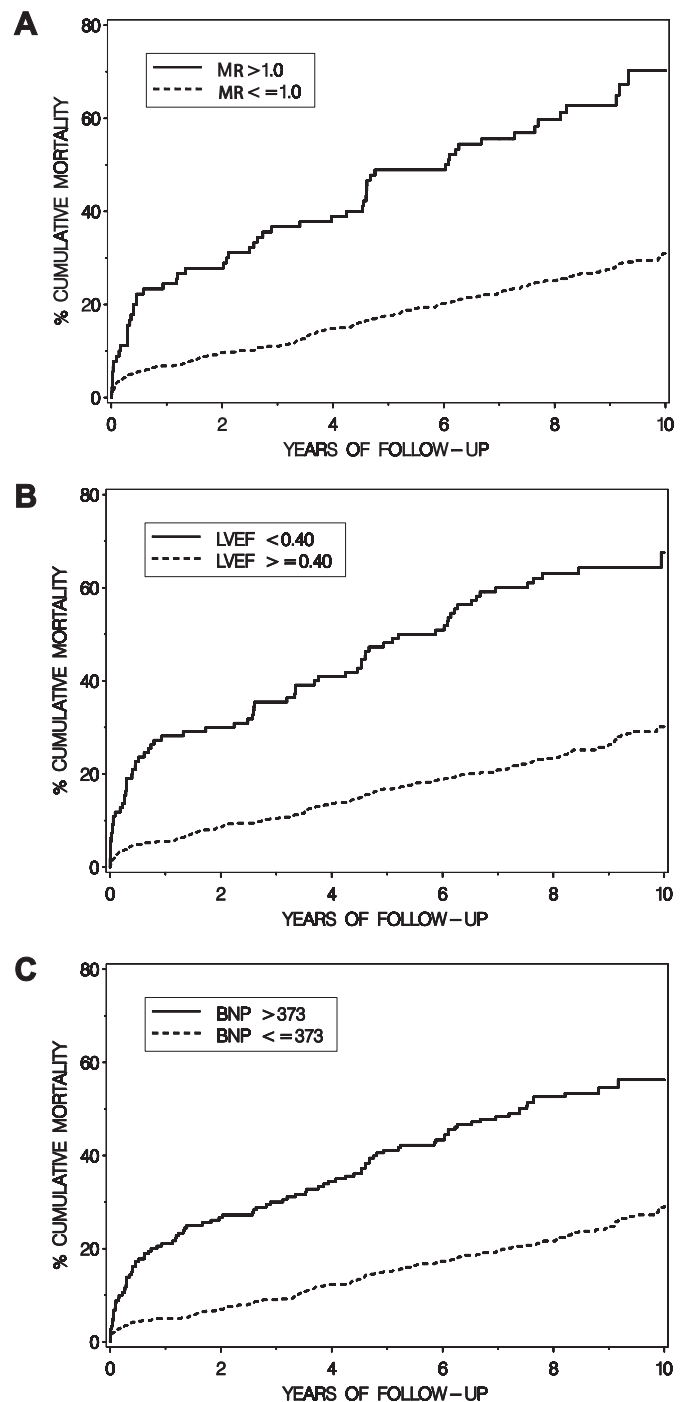 A
80
60
40
20
0
% CUMULATIVE MORTALITY
MR>1.0
MR<=1.0
0 2 4 6 8 10
YEARS OF FOLLOW-UP
B
80
60
40
20
0
% CUMULATIVE MORTALITY
LVEF <0.40
LVEF >=0.40
0 2 4 6 8 10
YEARS OF FOLLOW-UP
C
80
60
40
20
0
% CUMULATIVE MORTALITY
BNP >373
BNP <=373
0 2 4 6 8 10
YEARS OF FOLLOW-UP